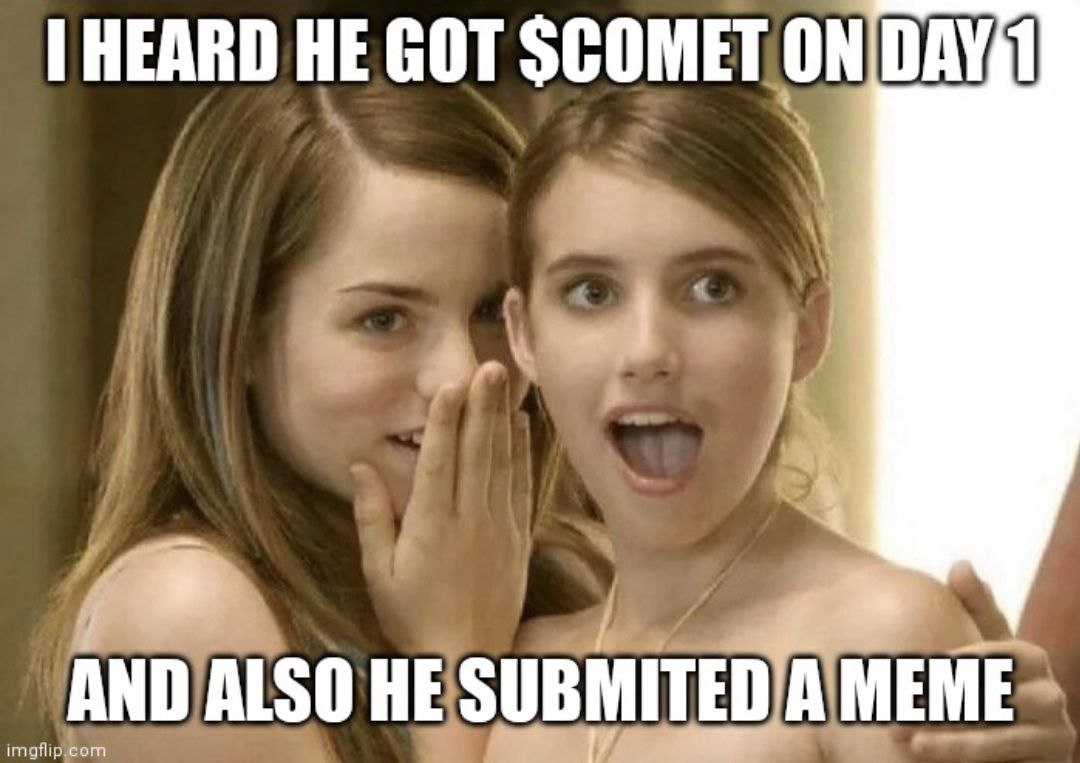 I HEARD HE GOT $COMET ON DAY 1
AND ALSO HE SUBMITED A MEME
imgflip.com